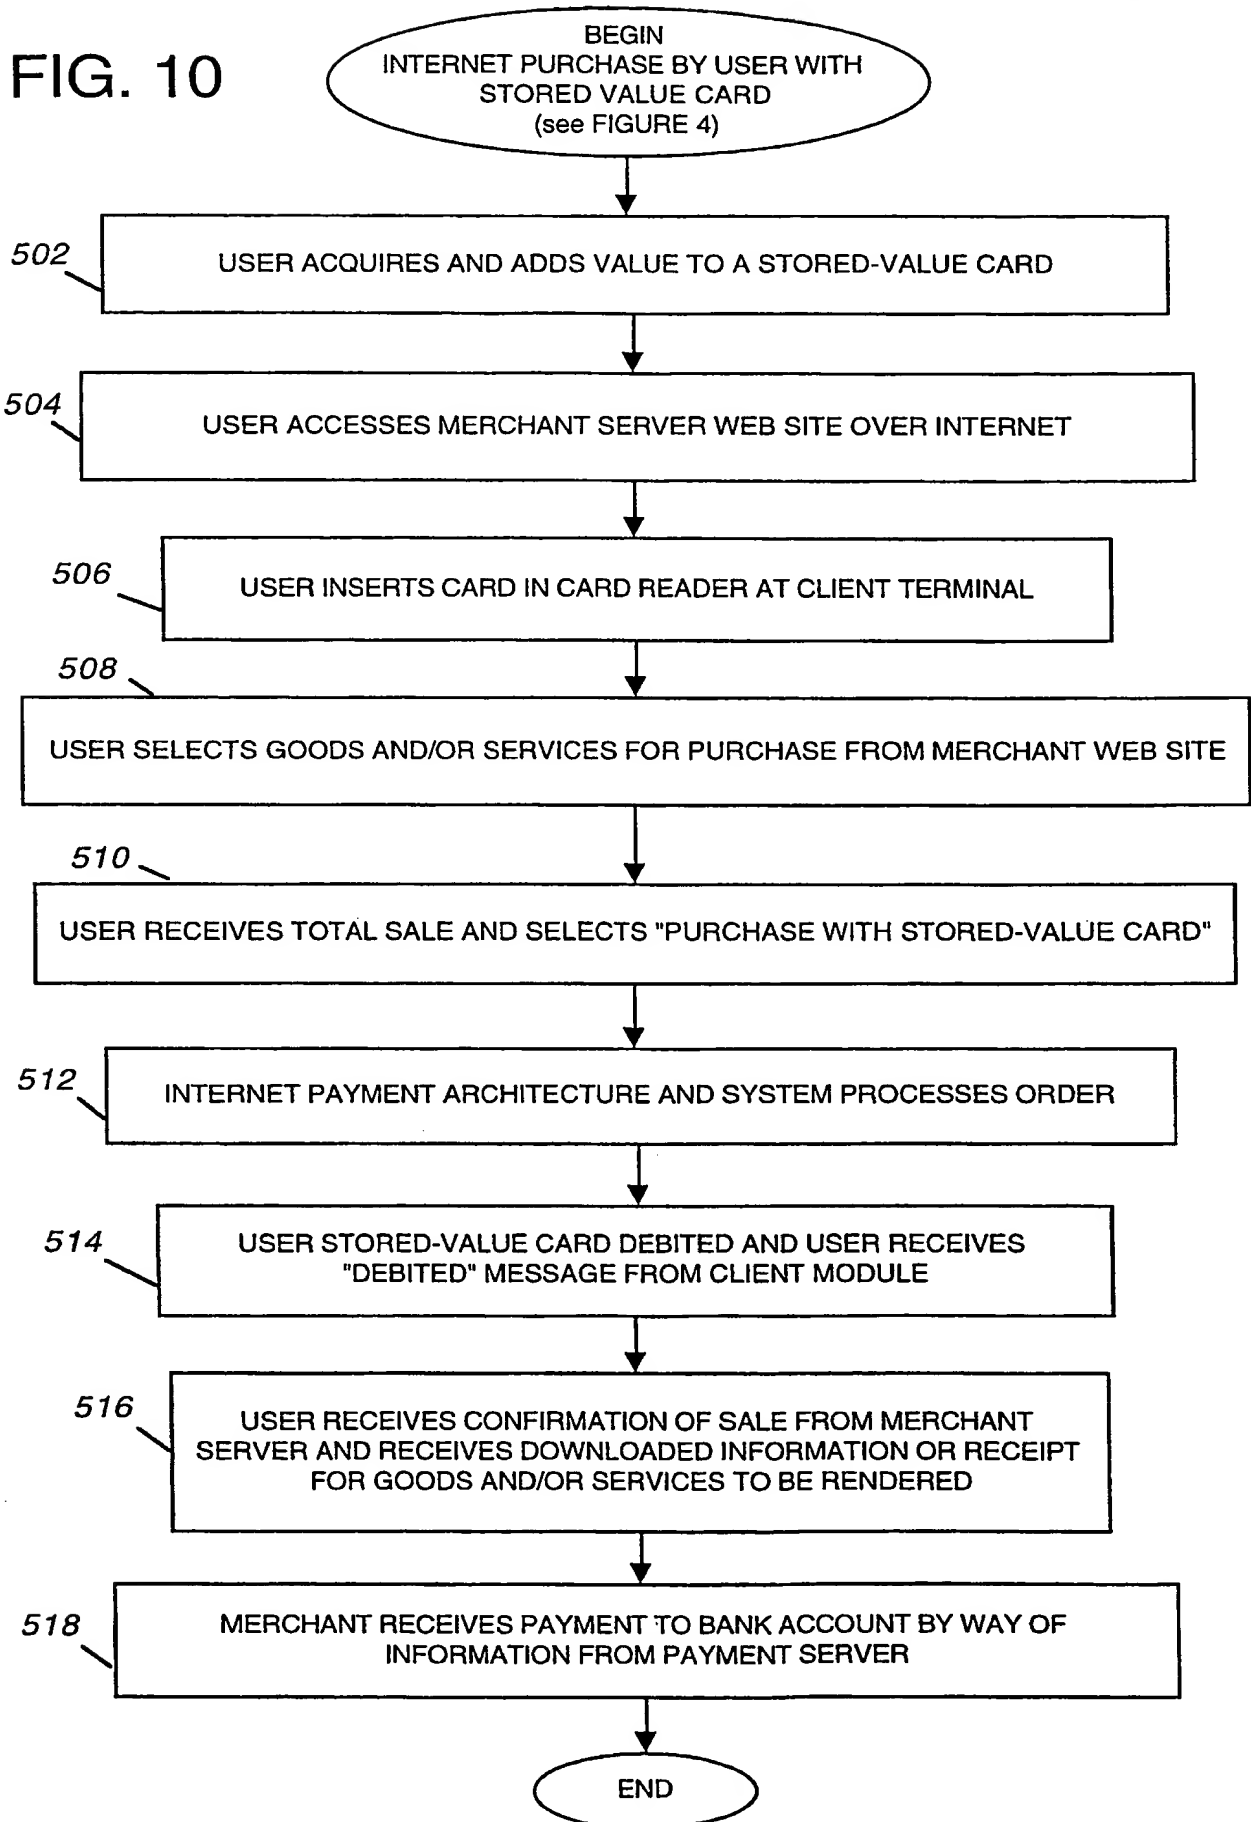 FIG. 10
BEGIN
INTERNET PURCHASE BY USER WITH
STORED VALUE CARD
(see FIGURE 4)
502
USER ACQUIRES AND ADDS VALUE TO A STORED-VALUE CARD
504
USER ACCESSES MERCHANT SERVER WEB SITE OVER INTERNET
506
USER INSERTS CARD IN CARD READER AT CLIENT TERMINAL
508
USER SELECTS GOODS AND/OR SERVICES FOR PURCHASE FROM MERCHANT WEB SITE
510
USER RECEIVES TOTAL SALE AND SELECTS "PURCHASE WITH STORED-VALUE CARD"
512
INTERNET PAYMENT ARCHITECTURE AND SYSTEM PROCESSES ORDER
514
USER STORED-VALUE CARD DEBITED AND USER RECEIVES
"DEBITED" MESSAGE FROM CLIENT MODULE
516
USER RECEIVES CONFIRMATION OF SALE FROM MERCHANT
SERVER AND RECEIVES DOWNLOADED INFORMATION OR RECEIPT
FOR GOODS AND/OR SERVICES TO BE RENDERED
518
MERCHANT RECEIVES PAYMENT TO BANK ACCOUNT BY WAY OF
INFORMATION FROM PAYMENT SERVER
END